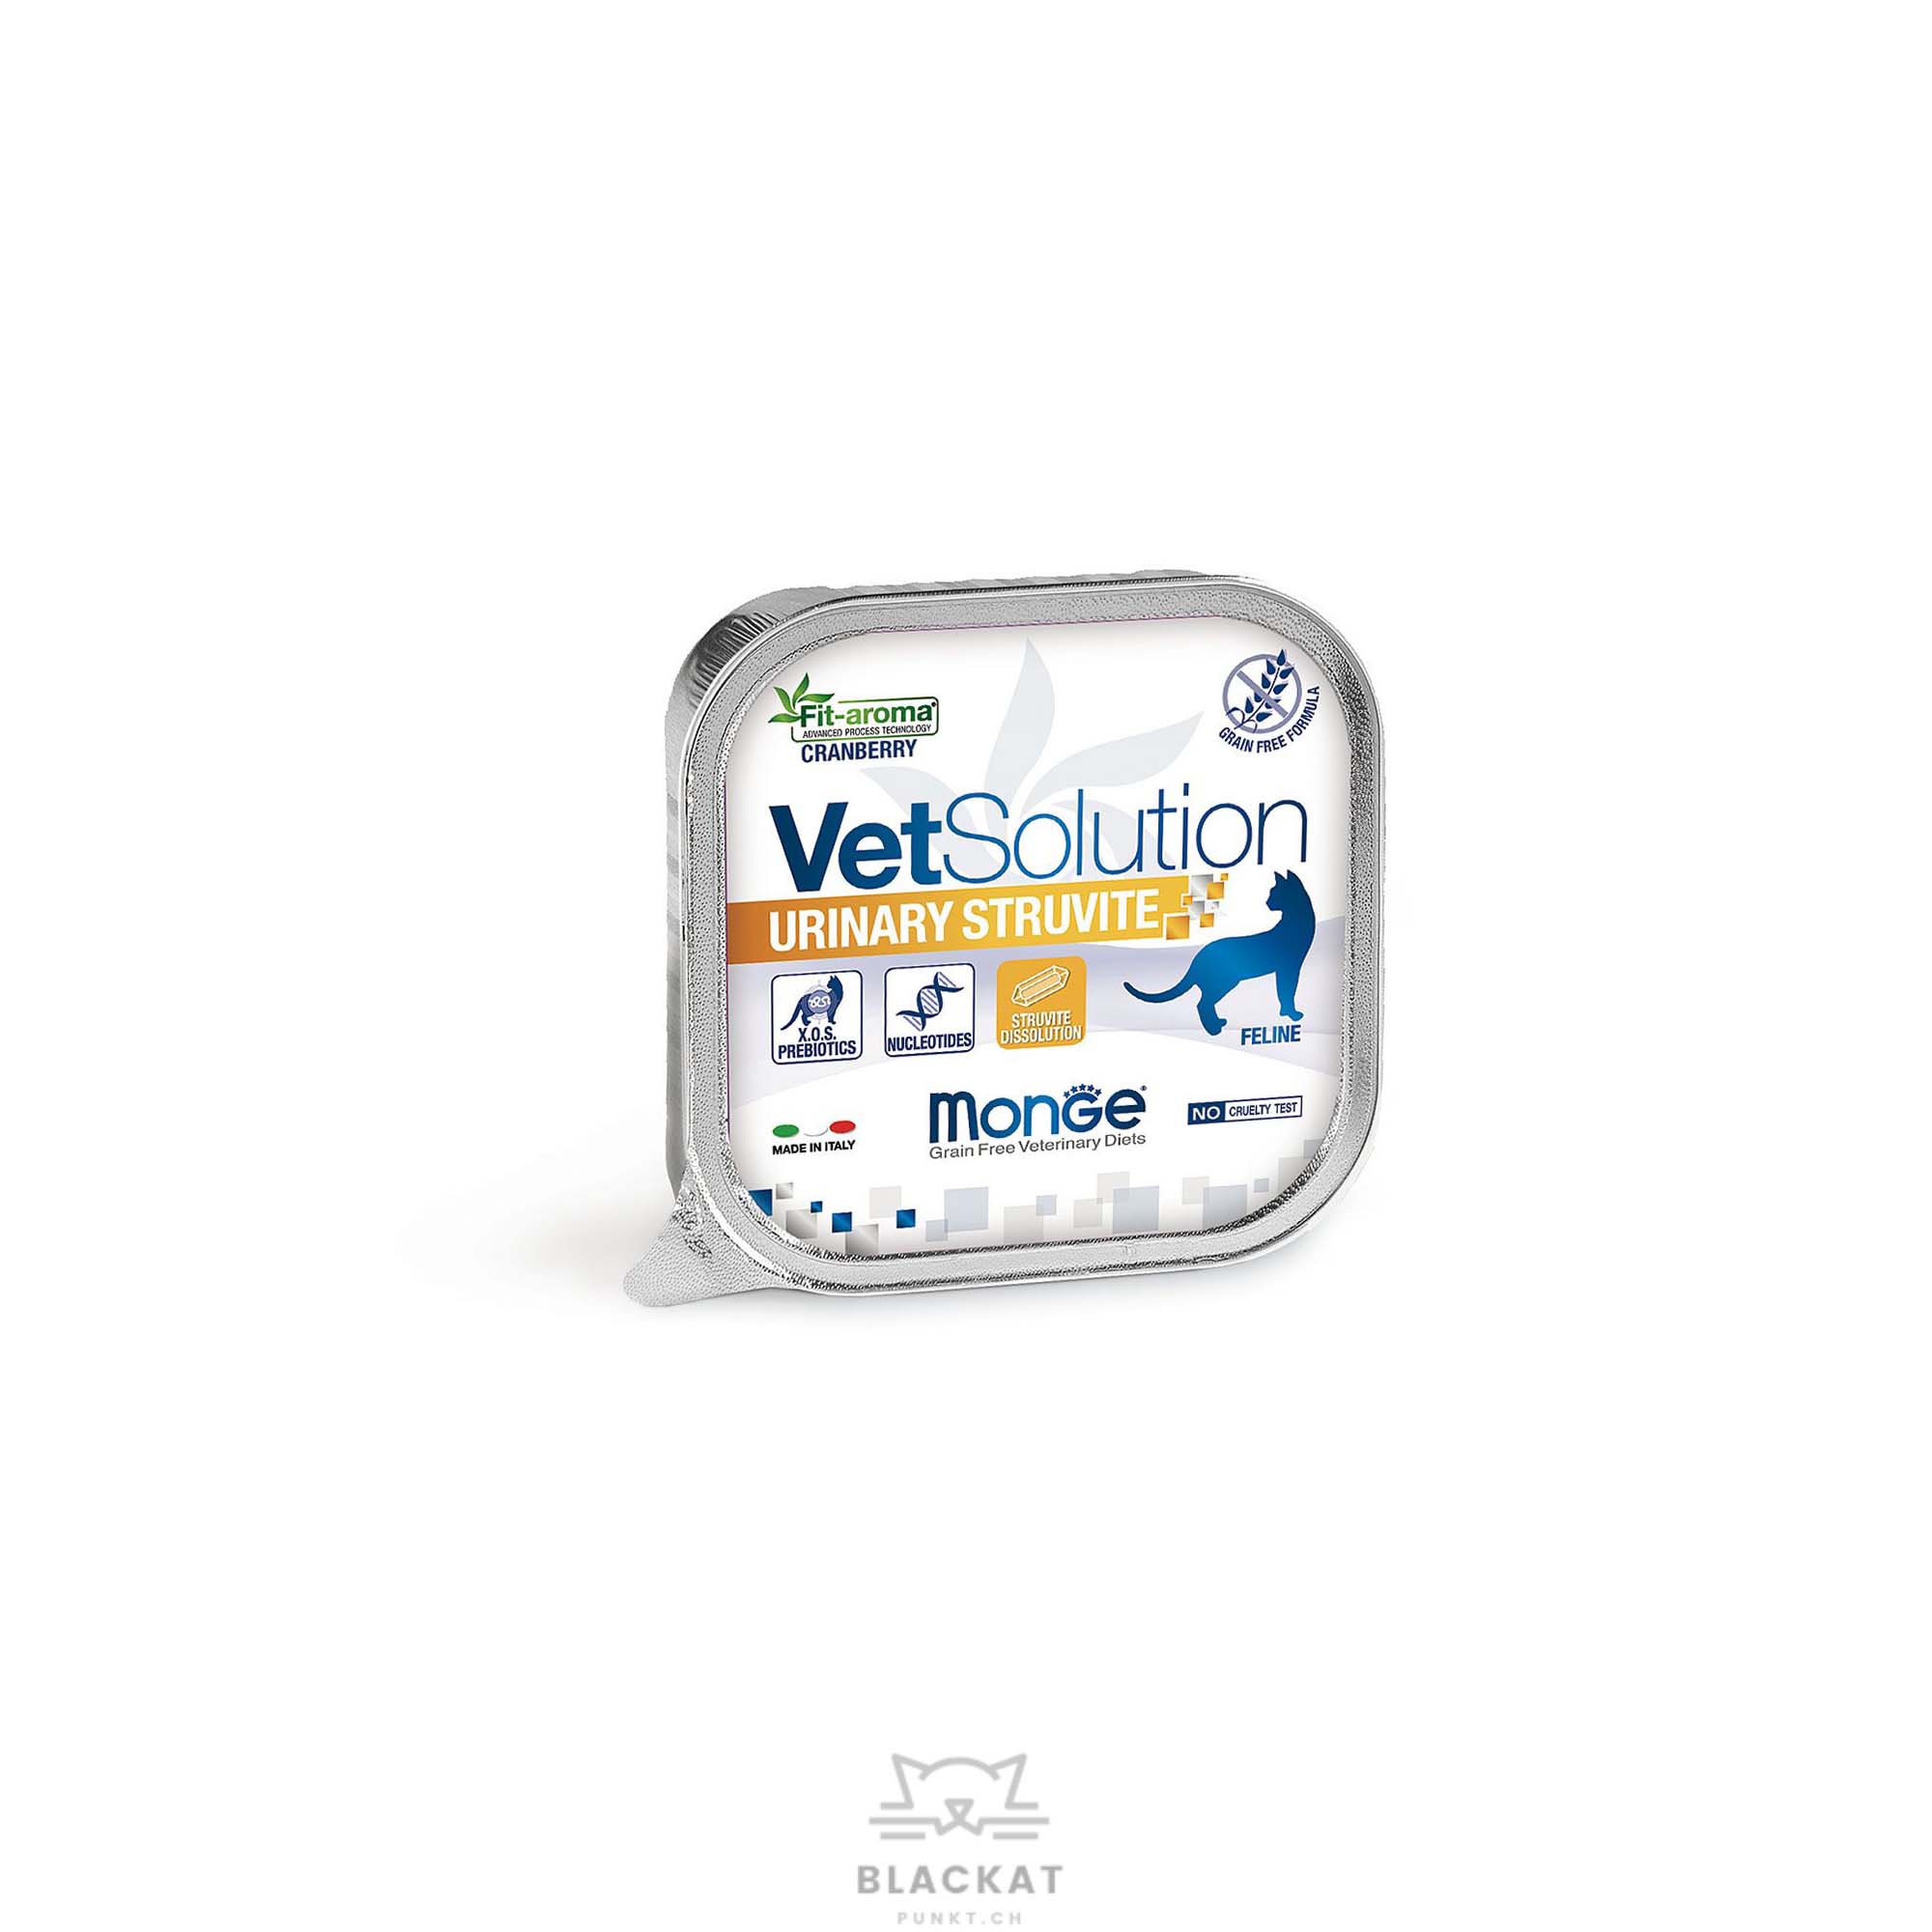 Fit-aroma®
ADVANCED PROCESS TECHNOLOGY
CRANBERRY
GRAIN FREE FORMULA
VetSolution
URINARY STRUVITE
X.O.S.
PREBIOTICS
NUCLEOTIDES
STRUVITE
DISSOLUTION
FELINE
MADE IN ITALY
monGe®
Grain Free Veterinary Diets
NO CRUELTY TEST
BLACKAT
PUNKT.CH